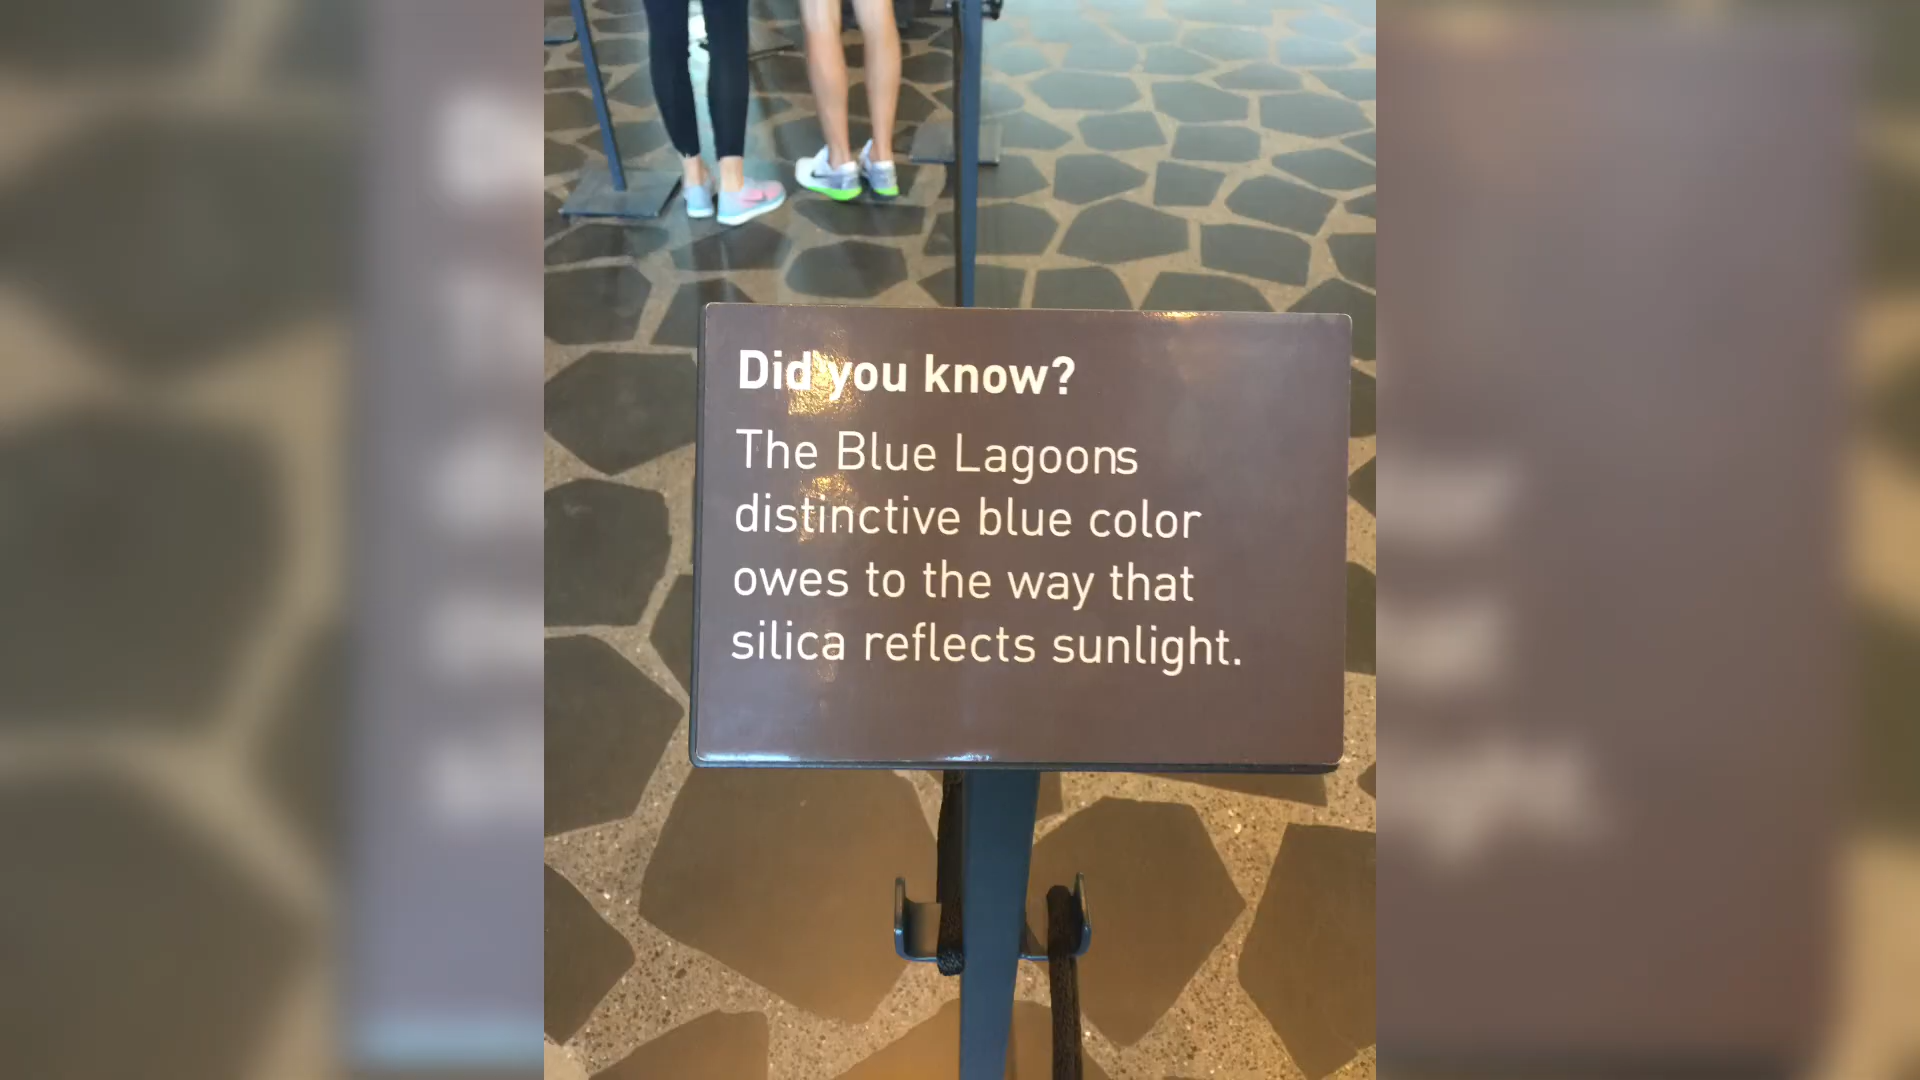 Did you know?
The Blue Lagoons
distinctive blue color
owes to the way that
silica reflects sunlight.